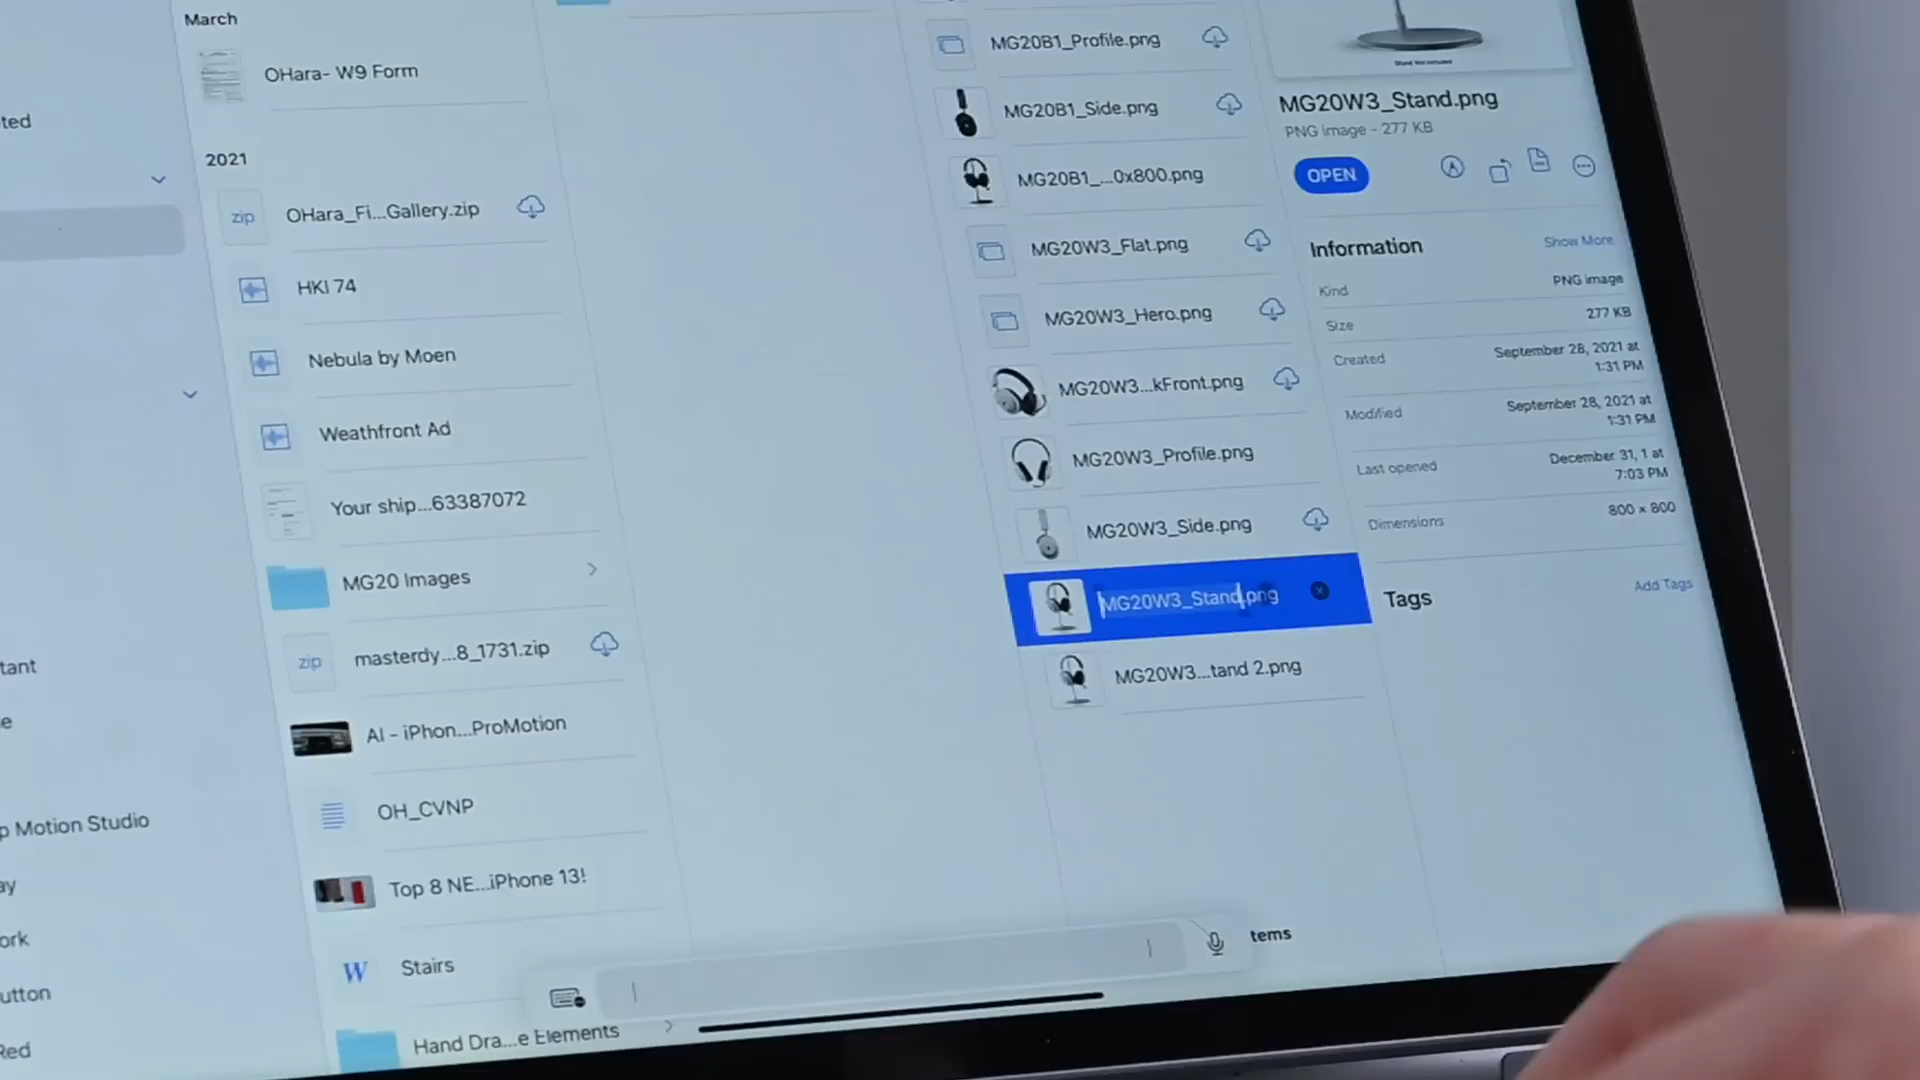 March
OHara- W9 Form
2021
zip
OHara_Fi...Gallery.zip
HKI 74
Nebula by Moen
Weathfront Ad
Your ship...63387072
MG20 Images
zip
masterdy...8_1731.zip
AI - iPhon...ProMotion
OH_CVNP
Top 8 NE...iPhone 13!
W
Stairs
Hand Dra...e Elements
ted
tant
e
p Motion Studio
ay
ork
utton
Red
MG20B1_Profile.png
MG20B1_Side.png
MG20B1_...0x800.png
MG20W3_Flat.png
MG20W3_Hero.png
MG20W3...kFront.png
MG20W3_Profile.png
MG20W3_Side.png
MG20W3_Stand.png
MG20W3...tand 2.png
tems
Stand Not Included
MG20W3_Stand.png
PNG image - 277 KB
OPEN
Information
Show More
Kind
PNG image
Size
277 KB
Created
September 28, 2021 at
1:31 PM
Modified
September 28, 2021 at
1:31 PM
Last opened
December 31, 1 at
7:03 PM
Dimensions
800 × 800
Tags
Add Tags